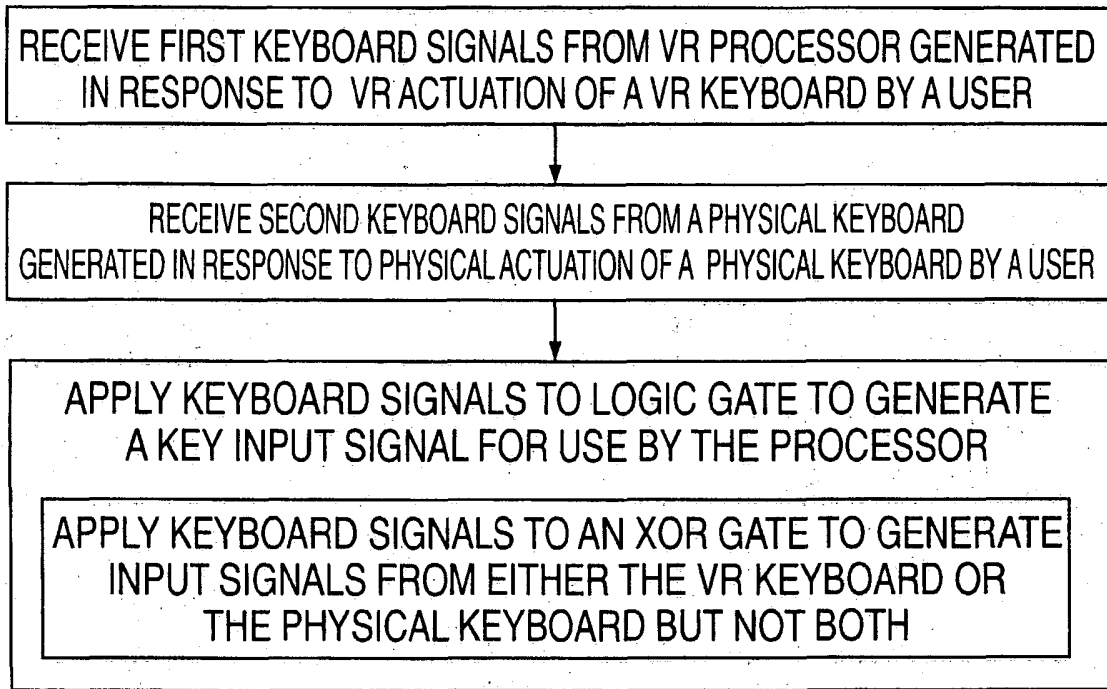 RECEIVE FIRST KEYBOARD SIGNALS FROM VR PROCESSOR GENERATED
IN RESPONSE TO VR ACTUATION OF A VR KEYBOARD BY A USER
RECEIVE SECOND KEYBOARD SIGNALS FROM A PHYSICAL KEYBOARD
GENERATED IN RESPONSE TO PHYSICAL ACTUATION OF A PHYSICAL KEYBOARD BY A USER
APPLY KEYBOARD SIGNALS TO LOGIC GATE TO GENERATE
A KEY INPUT SIGNAL FOR USE BY THE PROCESSOR
APPLY KEYBOARD SIGNALS TO AN XOR GATE TO GENERATE
INPUT SIGNALS FROM EITHER THE VR KEYBOARD OR
THE PHYSICAL KEYBOARD BUT NOT BOTH